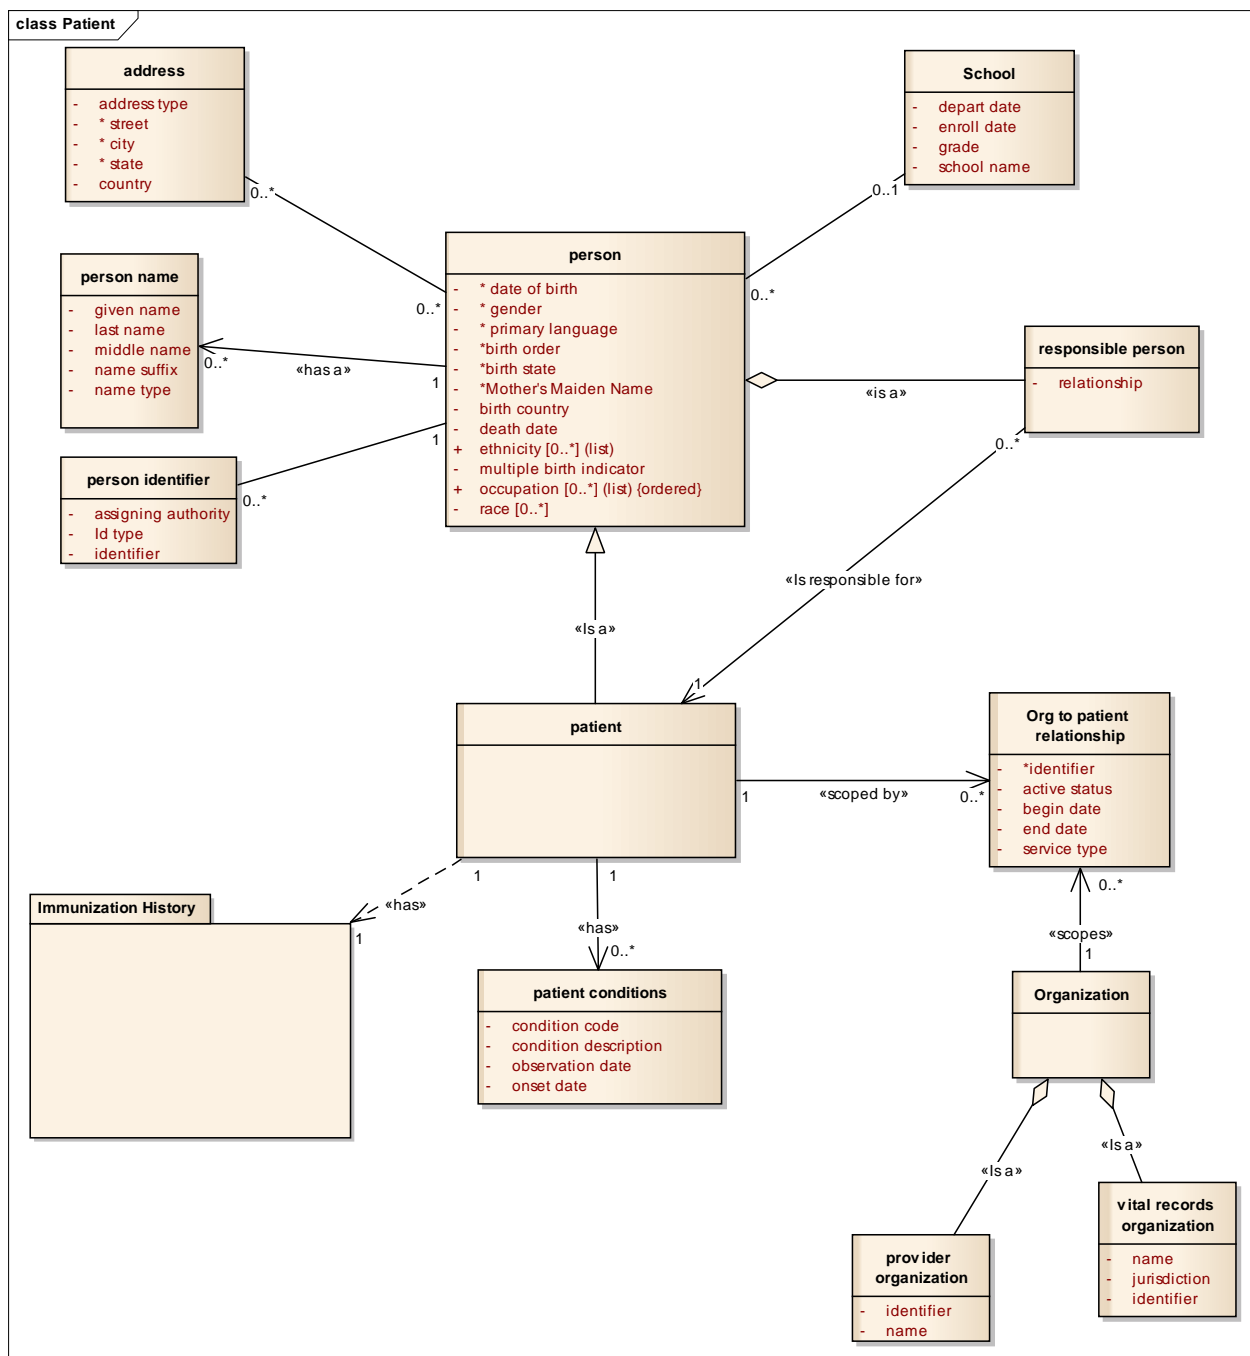 class Patient
address
- address type
- * street
- * city
- * state
- country
School
- depart date
- enroll date
- grade
- school name
0..*
0..1
person
- * date of birth
- * gender
- * primary language
- *birth order
- *birth state
- *Mother's Maiden Name
- birth country
- death date
+ ethnicity [0..*] (list)
- multiple birth indicator
+ occupation [0..*] (list) {ordered}
- race [0..*]
0..*
0..*
person name
- given name
- last name
- middle name
- name suffix
- name type
0..*
«has a»
1
responsible person
- relationship
«is a»
0..*
1
person identifier
- assigning authority
- Id type
- identifier
0..*
«Is responsible for»
1
«Is a»
patient
1
«scoped by»
0..*
Org to patient
relationship
- *identifier
- active status
- begin date
- end date
- service type
1
«has»
1
Immunization History
1
«has»
0..*
patient conditions
- condition code
- condition description
- observation date
- onset date
0..*
«scopes»
1
Organization
«Is a»
«Is a»
provider
organization
- identifier
- name
vital records
organization
- name
- jurisdiction
- identifier